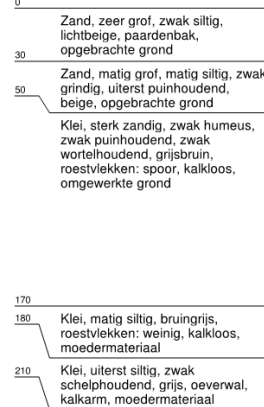 0
Zand, zeer grof, zwak siltig,
lichtbeige, paardenbak,
opgebrachte grond
30
Zand, matig grof, matig siltig, zwak
grindig, uiterst puinhoudend,
50
beige, opgebrachte grond
Klei, sterk zandig, zwak humeus,
zwak puinhoudend, zwak
wortelhoudend, grijsbruin,
roestvlekken: spoor, kalkloos,
omgewerkte grond
170
180
Klei, matig siltig, bruingrijs,
roestvlekken: weinig, kalkloos,
moedermateriaal
210
Klei, uiterst siltig, zwak
schelphoudend, grijs, oeverwal,
kalkarm, moedermateriaal